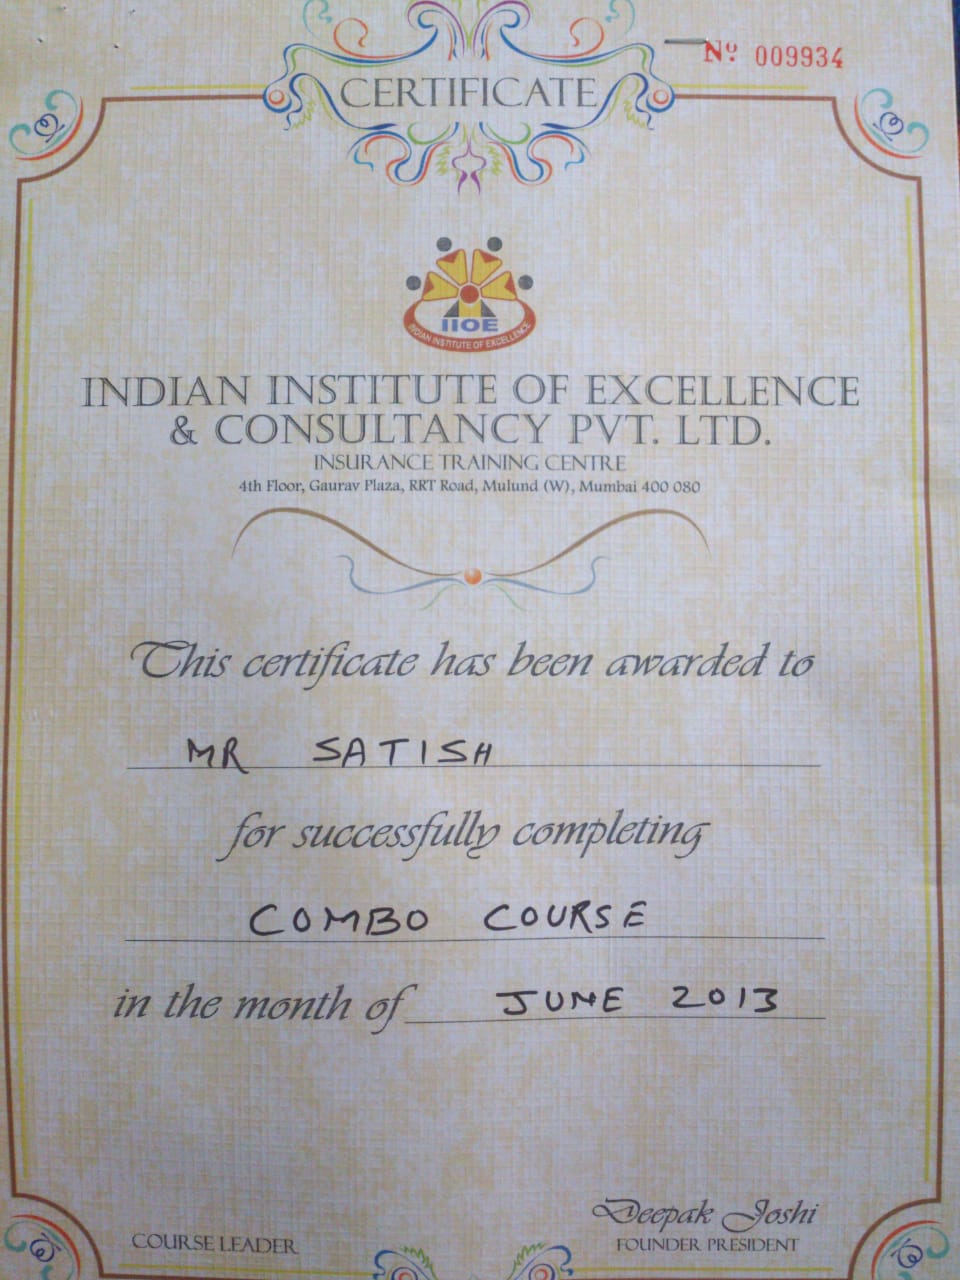 Nº 009934
CERTIFICATE
IIOE
INDIAN INSTITUTE OF EXCELLENCE
INDIAN INSTITUTE OF EXCELLENCE
& CONSULTANCY PVT. LTD.
INSURANCE TRAINING CENTRE
4th Floor, Gaurav Plaza, RRT Road, Mulund (W), Mumbai 400 080
This certificate has been awarded to
MR SATISH
for successfully completing
COMBO COURSE
in the month of JUNE 2013
Deepak Joshi
COURSE LEADER FOUNDER PRESIDENT